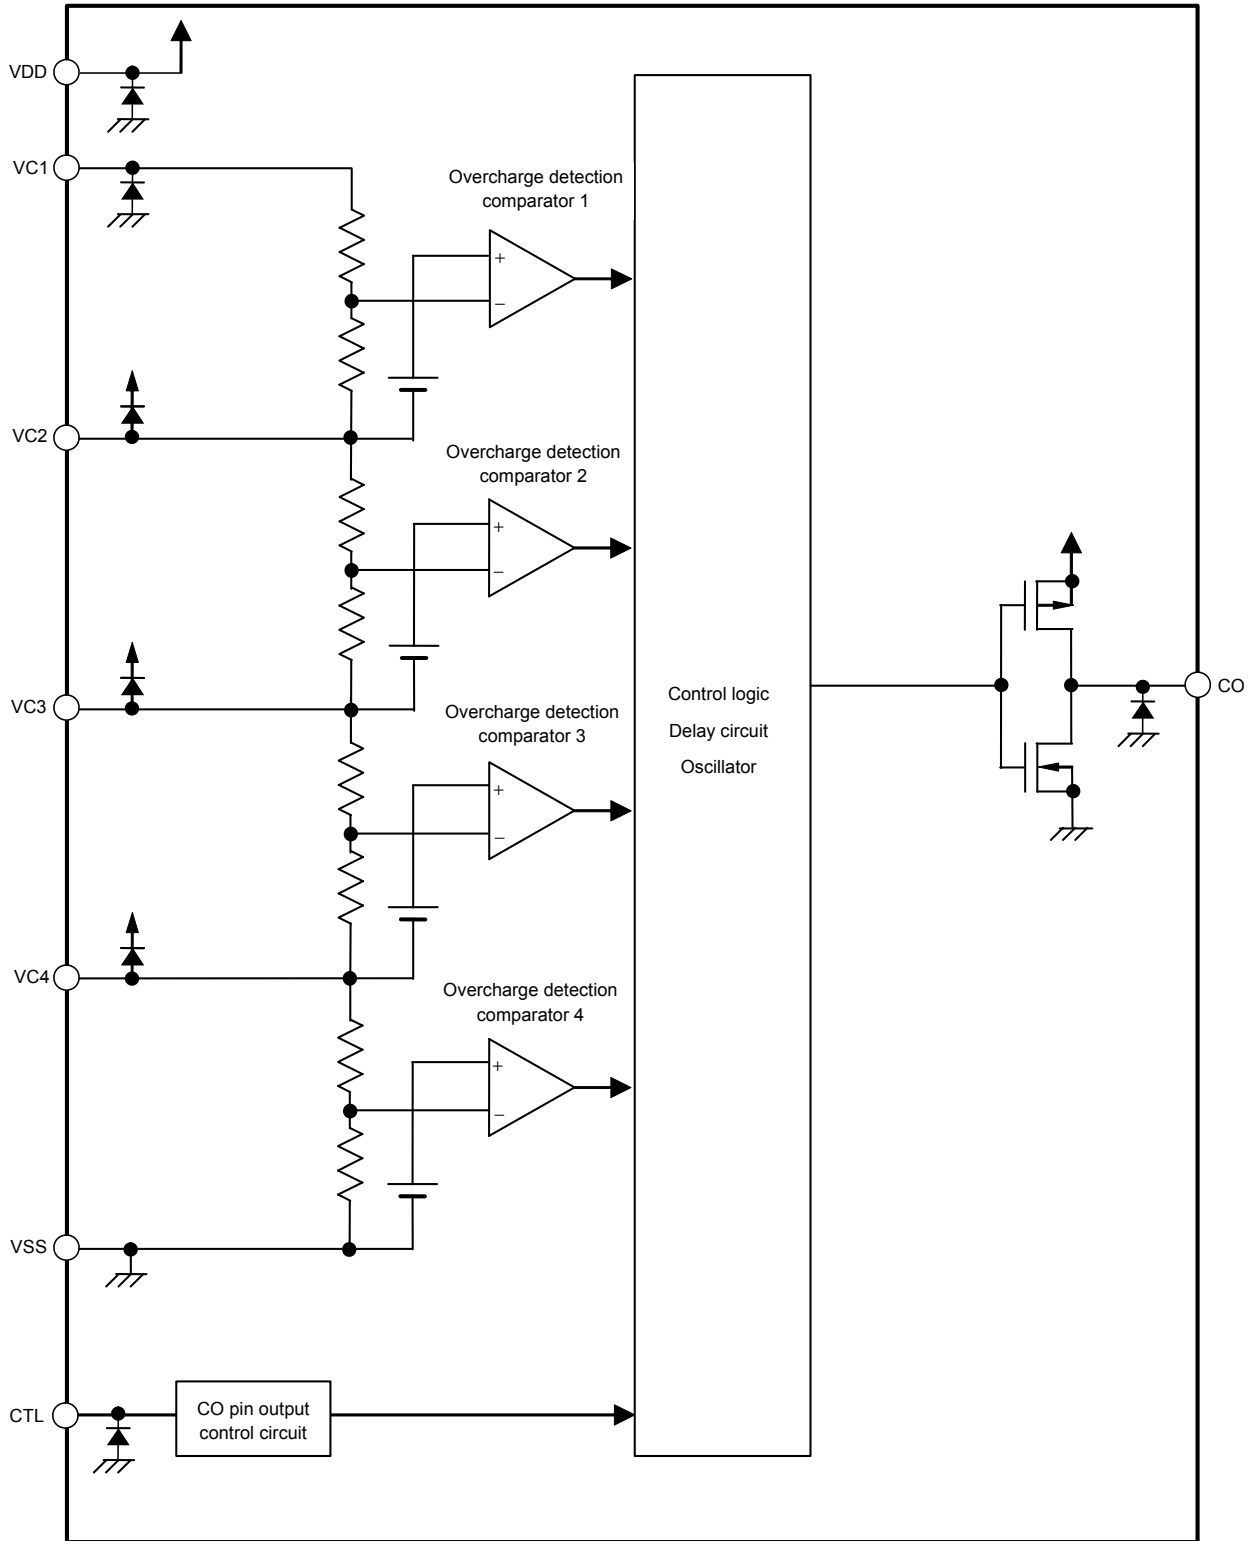 VDD
VC1
Overcharge detection
comparator 1
+
−
VC2
Overcharge detection
comparator 2
+
−
VC3
Overcharge detection
comparator 3
+
−
Control logic
Delay circuit
Oscillator
CO
VC4
Overcharge detection
comparator 4
+
−
VSS
CTL
CO pin output
control circuit